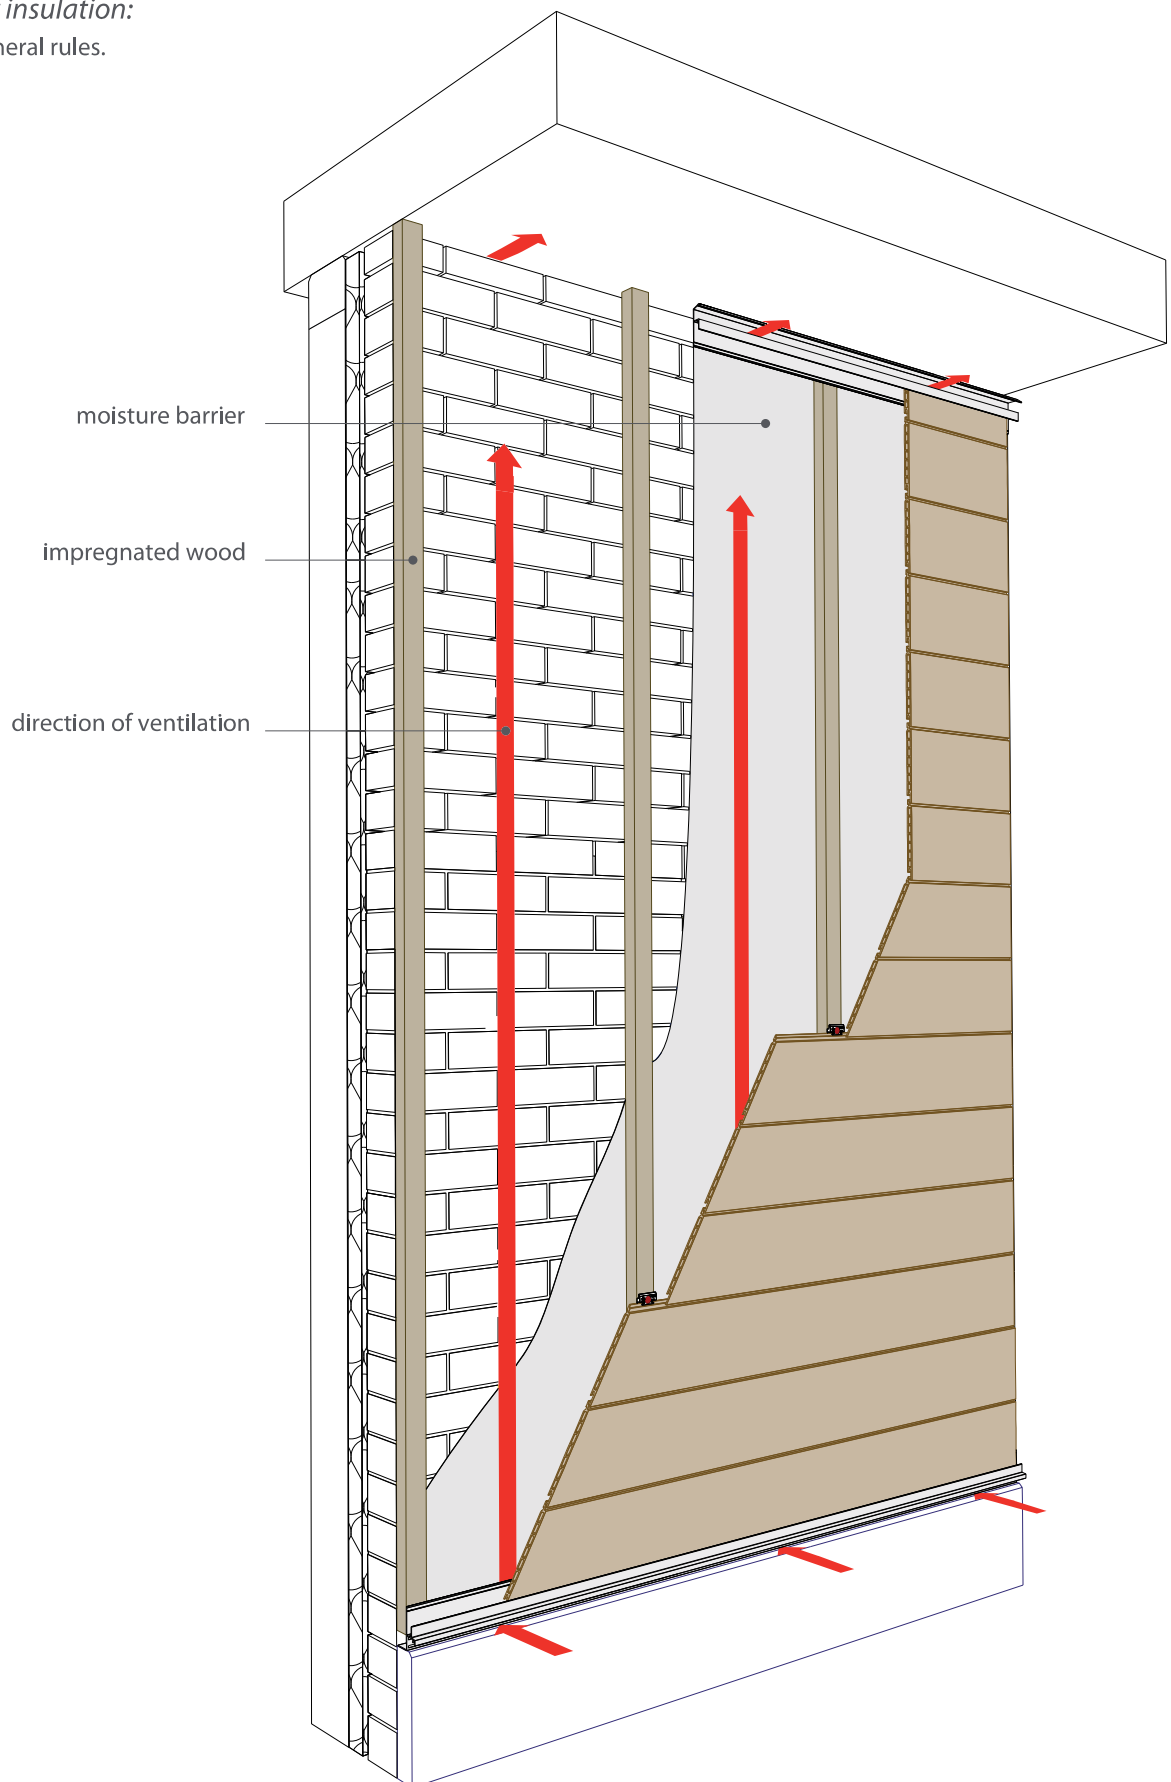 insulation:
neral rules.
moisture barrier
impregnated wood
direction of ventilation